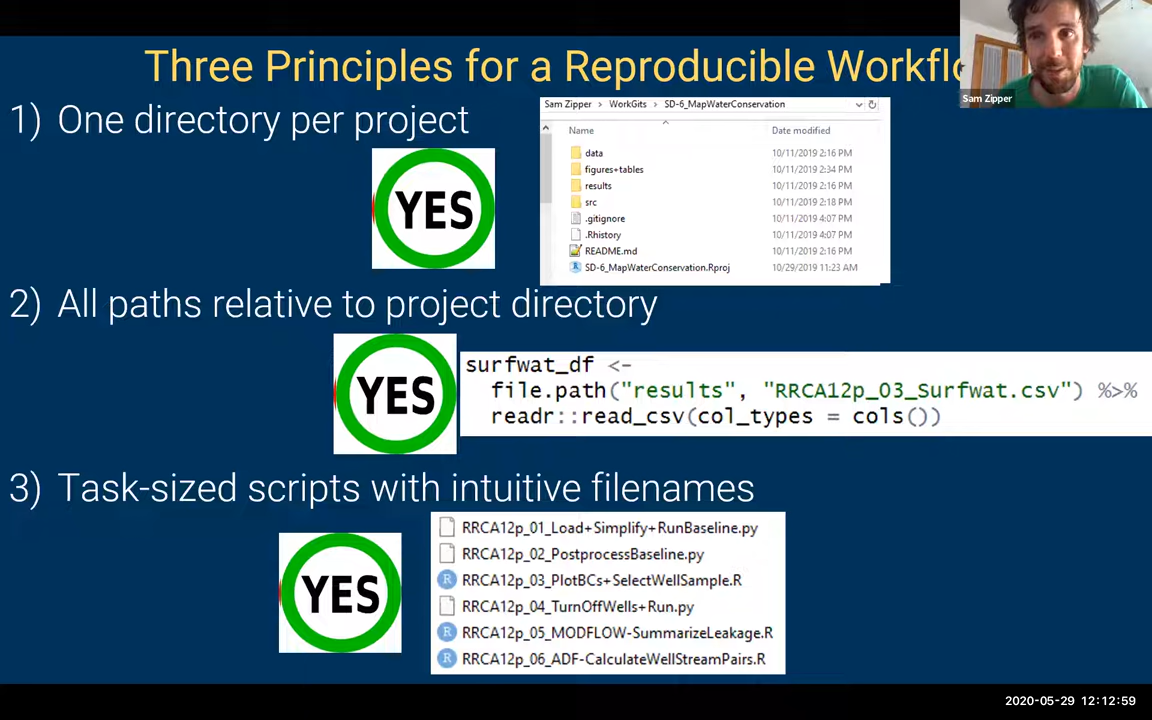 Three Principles for a Reproducible Workflo
Sam Zipper
1) One directory per project
Sam Zipper > WorkGits > SD-6_MapWaterConservation
Name Date modified
data 10/11/2019 2:16 PM
figures+tables 10/11/2019 2:34 PM
results 10/11/2019 2:16 PM
src 10/11/2019 2:18 PM
.gitignore 10/11/2019 4:07 PM
.Rhistory 10/11/2019 4:07 PM
README.md 10/11/2019 2:16 PM
SD-6_MapWaterConservation.Rproj 10/29/2019 11:23 AM
YES
2) All paths relative to project directory
YES
surfwat_df <-
file.path("results", "RRCA12p_03_Surfwat.csv") %>%
readr::read_csv(col_types = cols())
3) Task-sized scripts with intuitive filenames
YES
RRCA12p_01_Load+Simplify+RunBaseline.py
RRCA12p_02_PostprocessBaseline.py
RRCA12p_03_PlotBCs+SelectWellSample.R
RRCA12p_04_TurnOffWells+Run.py
RRCA12p_05_MODFLOW-SummarizeLeakage.R
RRCA12p_06_ADF-CalculateWellStreamPairs.R
2020-05-29 12:12:59